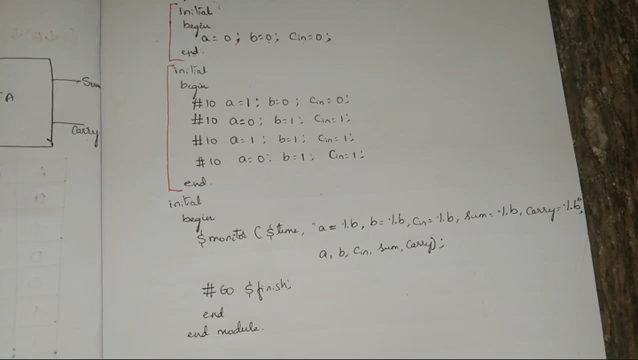 initial
begin
a = 0; b=0; Cin=0;
end.
initial
begin
#10 a=1; b=0; Cin=0;
#10 a=0; b=1; Cin=1;
#10 a=1; b=1; Cin=1;
#10 a=0; b=1; Cin=1;
end.
initial
begin
$monitor ($time, "a=%b, b=%b, Cin=%b, Sum=%b, Carry=%b",
a, b, Cin, Sum, Carry);
#60 $finish;
end
end module.
A
Sum
Carry